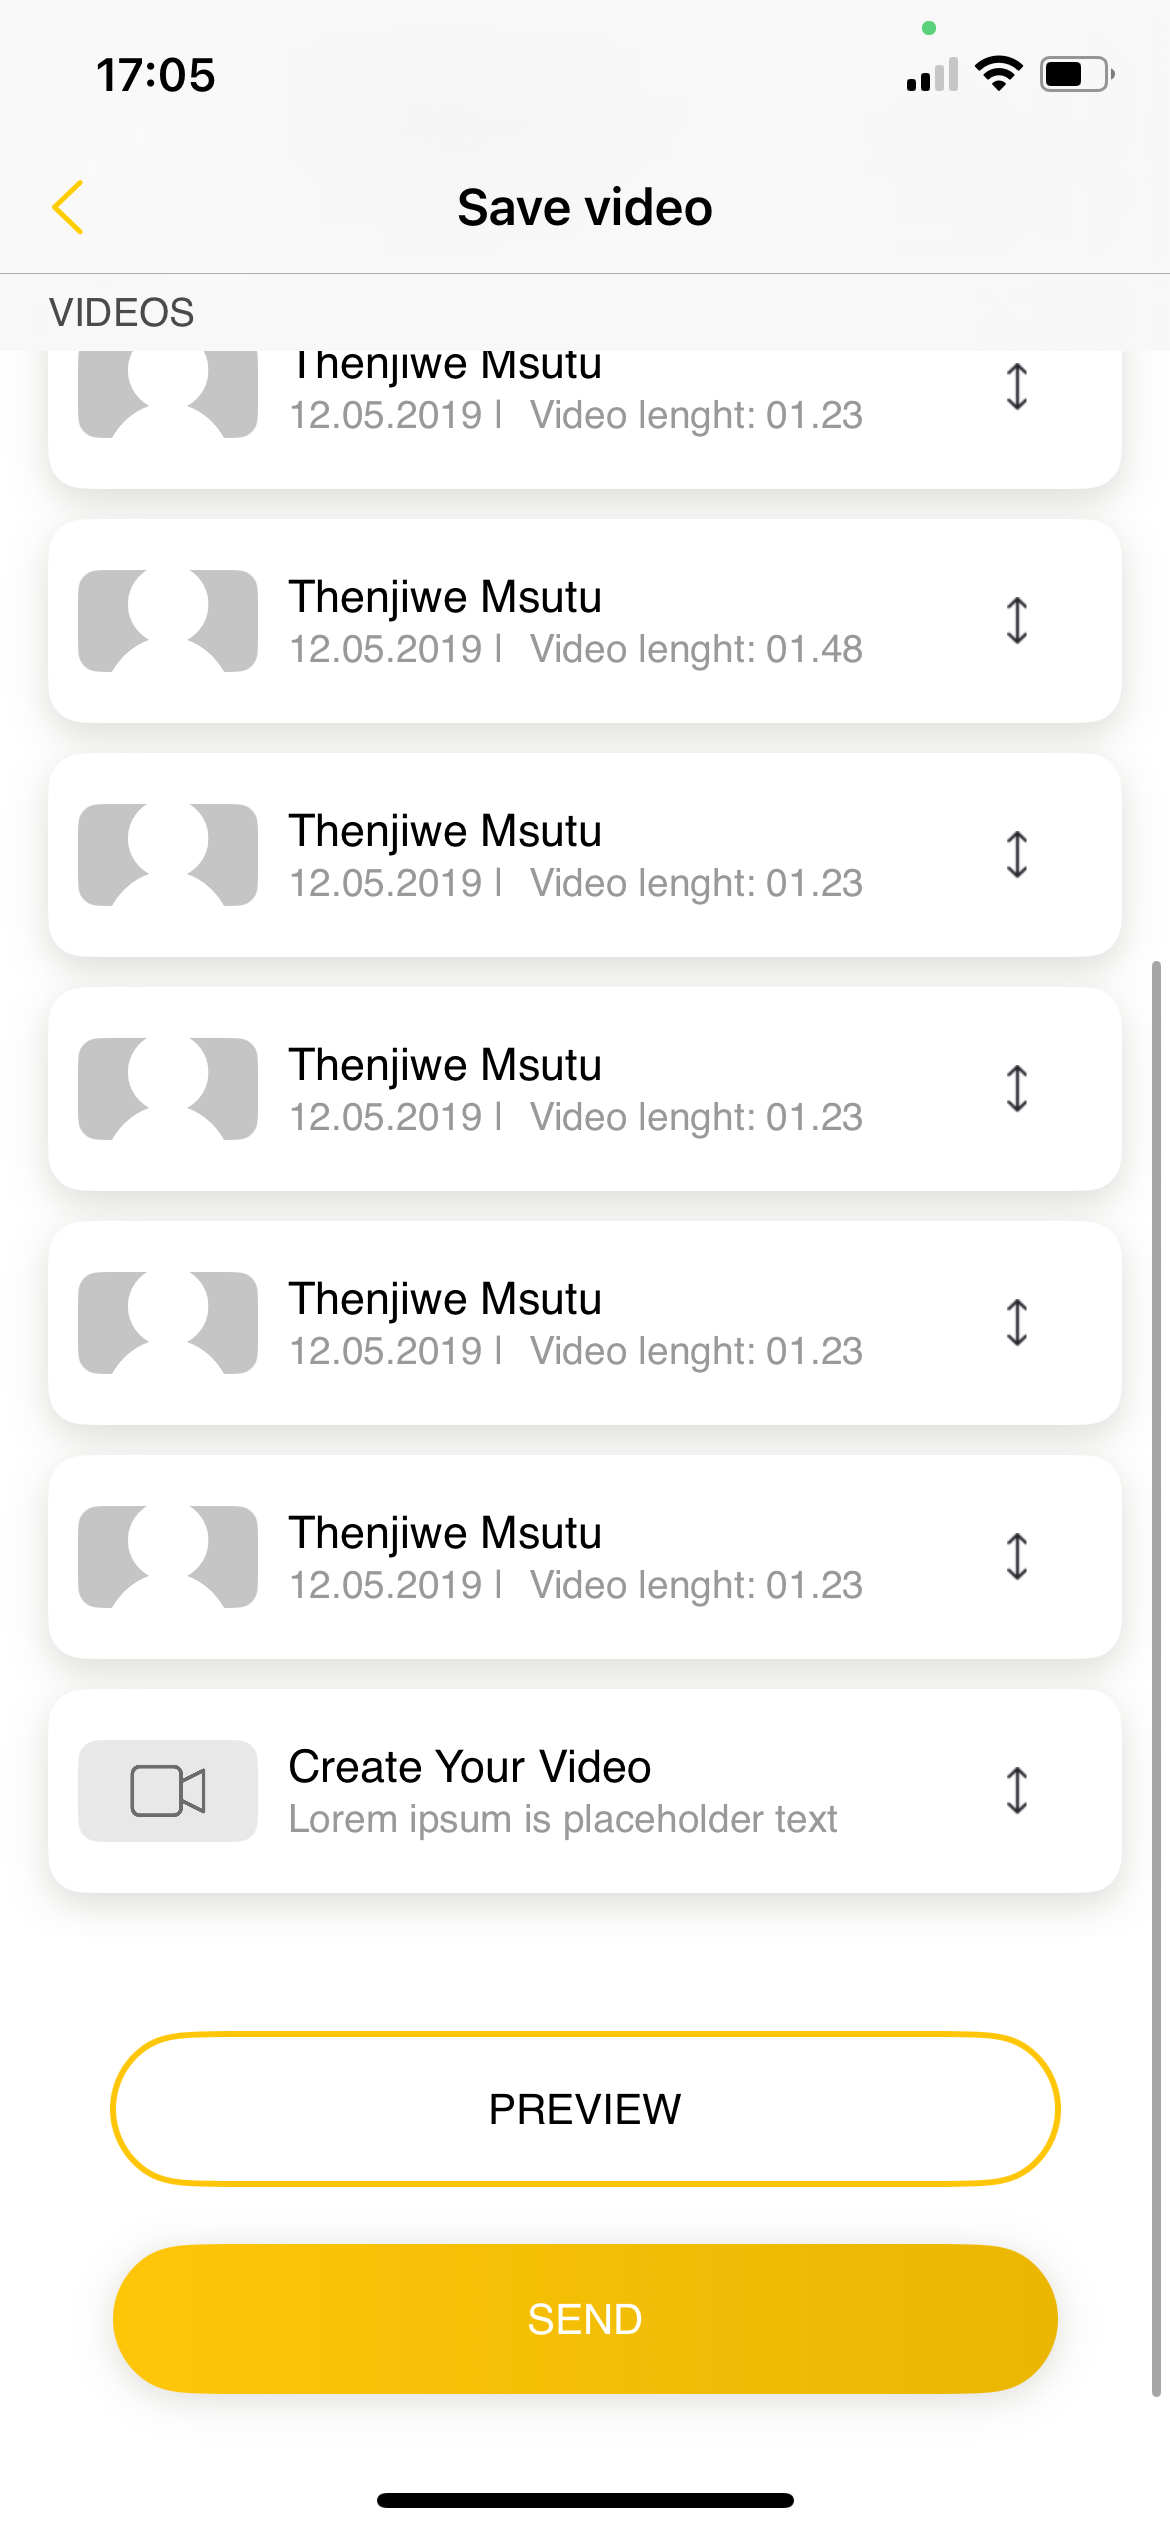 17:05
Save video
VIDEOS
Thenjiwe Msutu
12.05.2019 | Video lenght: 01.23
Thenjiwe Msutu
12.05.2019 | Video lenght: 01.48
Thenjiwe Msutu
12.05.2019 | Video lenght: 01.23
Thenjiwe Msutu
12.05.2019 | Video lenght: 01.23
Thenjiwe Msutu
12.05.2019 | Video lenght: 01.23
Thenjiwe Msutu
12.05.2019 | Video lenght: 01.23
Create Your Video
Lorem ipsum is placeholder text
PREVIEW
SEND